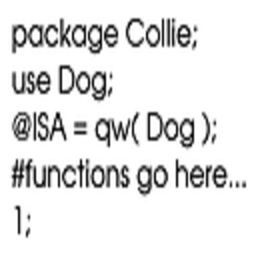 package Collie;
use Dog;
@ISA = qw( Dog );
#functions go here...
1;